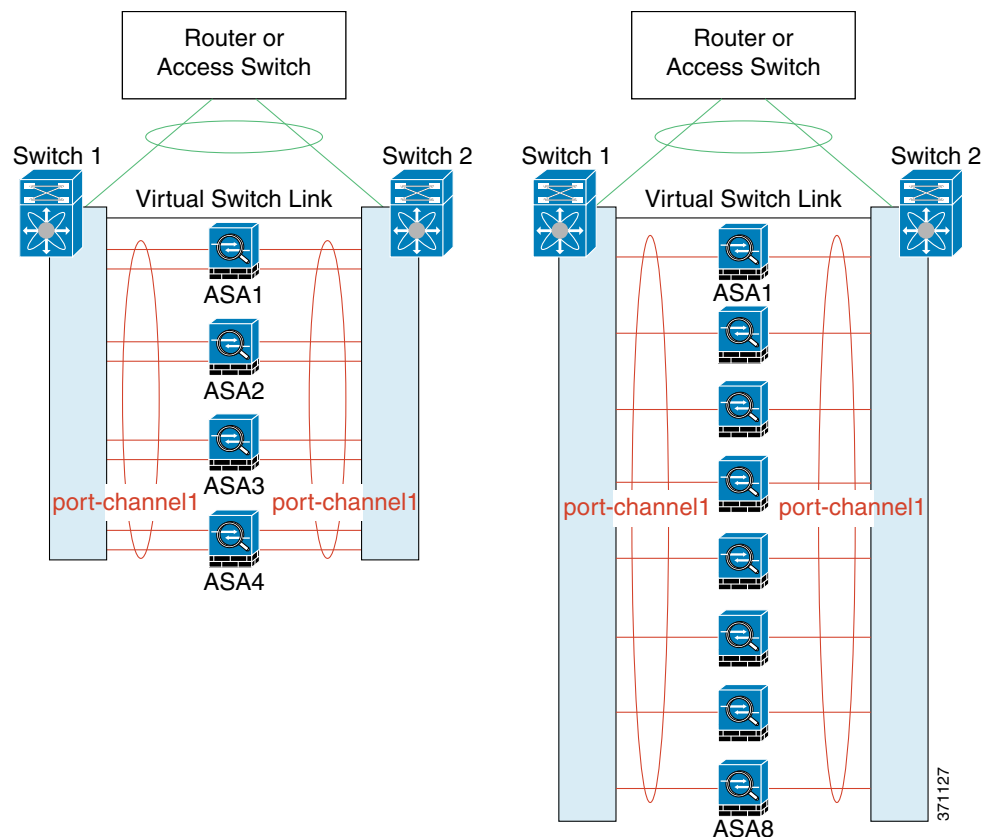 Router or
Access Switch
Switch 1
Switch 2
Virtual Switch Link
ASA1
ASA2
ASA3
port-channel1
port-channel1
ASA4
Router or
Access Switch
Switch 1
Switch 2
Virtual Switch Link
ASA1
port-channel1
port-channel1
ASA8
371127